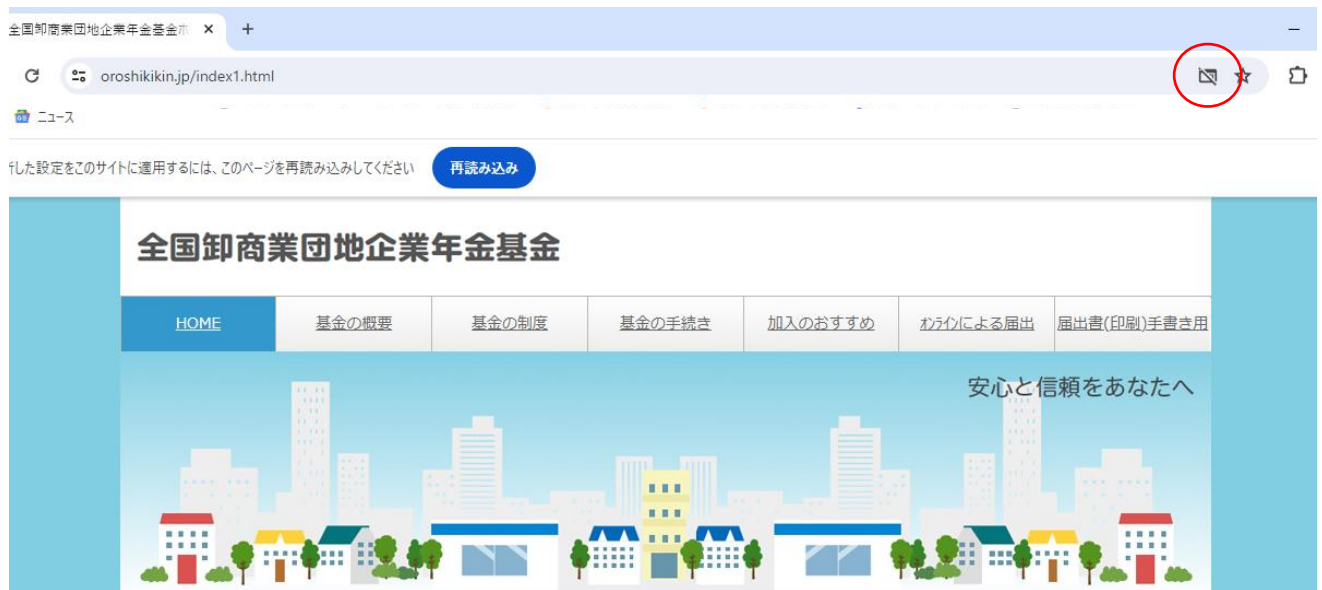 全国卸商業団地企業年金基金ホ
oroshikikin.jp/index1.html
ニュース
した設定をこのサイトに適用するには、このページを再読み込みしてください
再読み込み
全国卸商業団地企業年金基金
HOME
基金の概要
基金の制度
基金の手続き
加入のおすすめ
オンラインによる届出
届出書(印刷)手書き用
安心と信頼をあなたへ